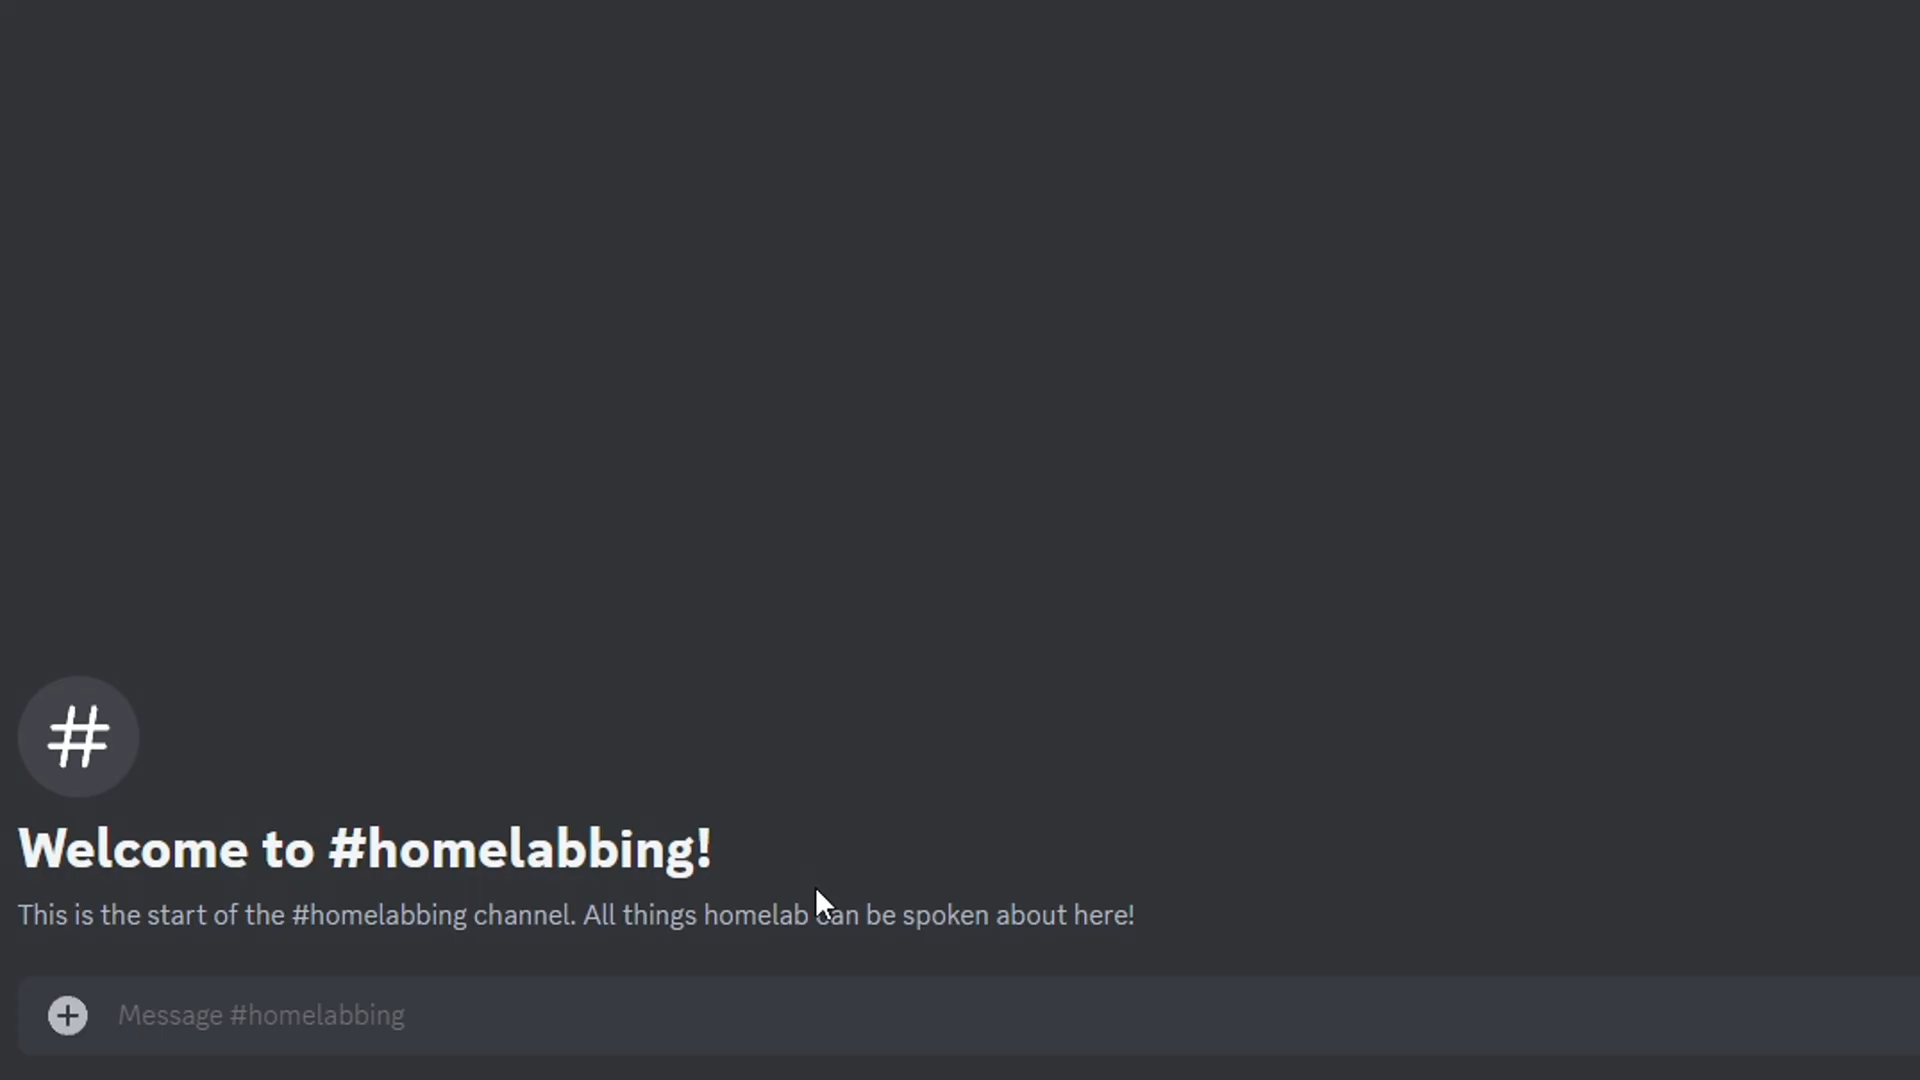 #
Welcome to #homelabbing!
This is the start of the #homelabbing channel. All things homelab can be spoken about here!
Message #homelabbing